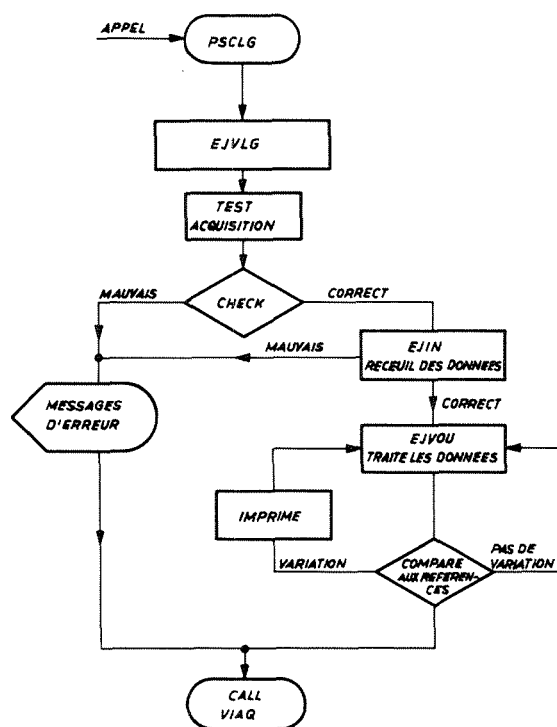 APPEL
PSCLG
EJVLG
TEST
ACQUISITION
CHECK
MAUVAIS
CORRECT
EJIN
RECEUIL DES DONNEES
MAUVAIS
CORRECT
MESSAGES
D'ERREUR
EJVOU
TRAITE LES DONNEES
IMPRIME
VARIATION
COMPARE
AUX REFEREN-
CES
PAS DE
VARIATION
CALL
VIAQ